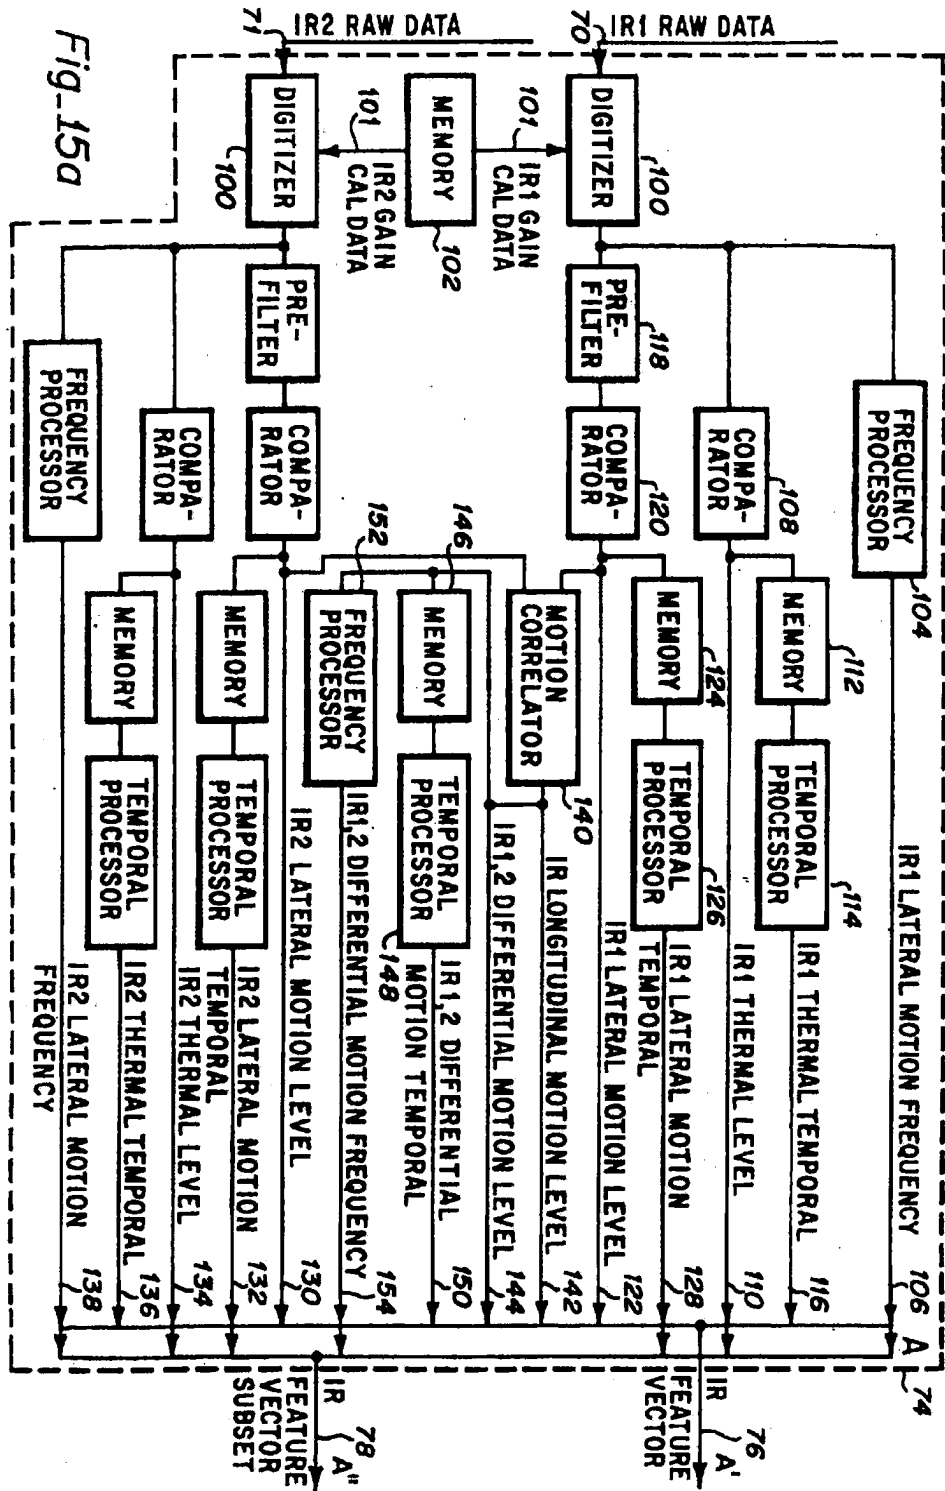 IR1 RAW DATA
70
DIGITIZER
100
IR1 GAIN
CAL DATA
101
MEMORY
102
IR2 GAIN
CAL DATA
101
IR2 RAW DATA
71
DIGITIZER
100
FREQUENCY
PROCESSOR
104
IR1 LATERAL MOTION FREQUENCY
106
A
74
COMPA-
RATOR
108
MEMORY
112
TEMPORAL
PROCESSOR
114
IR1 THERMAL TEMPORAL
116
IR1 THERMAL LEVEL
110
PRE-
FILTER
118
COMPA-
RATOR
120
MEMORY
124
TEMPORAL
PROCESSOR
126
IR1 LATERAL MOTION
TEMPORAL
128
IR1 LATERAL MOTION LEVEL
122
MOTION
CORRELATOR
140
IR LONGITUDINAL MOTION LEVEL
142
IR1,2 DIFFERENTIAL MOTION LEVEL
144
146
MEMORY
TEMPORAL
PROCESSOR
148
IR1,2 DIFFERENTIAL
MOTION TEMPORAL
150
152
FREQUENCY
PROCESSOR
IR1,2 DIFFERENTIAL MOTION FREQUENCY
154
PRE-
FILTER
COMPA-
RATOR
IR2 LATERAL MOTION LEVEL
130
MEMORY
TEMPORAL
PROCESSOR
IR2 LATERAL MOTION
TEMPORAL
132
COMPA-
RATOR
IR2 THERMAL LEVEL
134
MEMORY
TEMPORAL
PROCESSOR
IR2 THERMAL TEMPORAL
136
FREQUENCY
PROCESSOR
IR2 LATERAL MOTION
FREQUENCY
138
IR
FEATURE
VECTOR
76
A'
IR
FEATURE
VECTOR
SUBSET
78
A"
Fig_15a